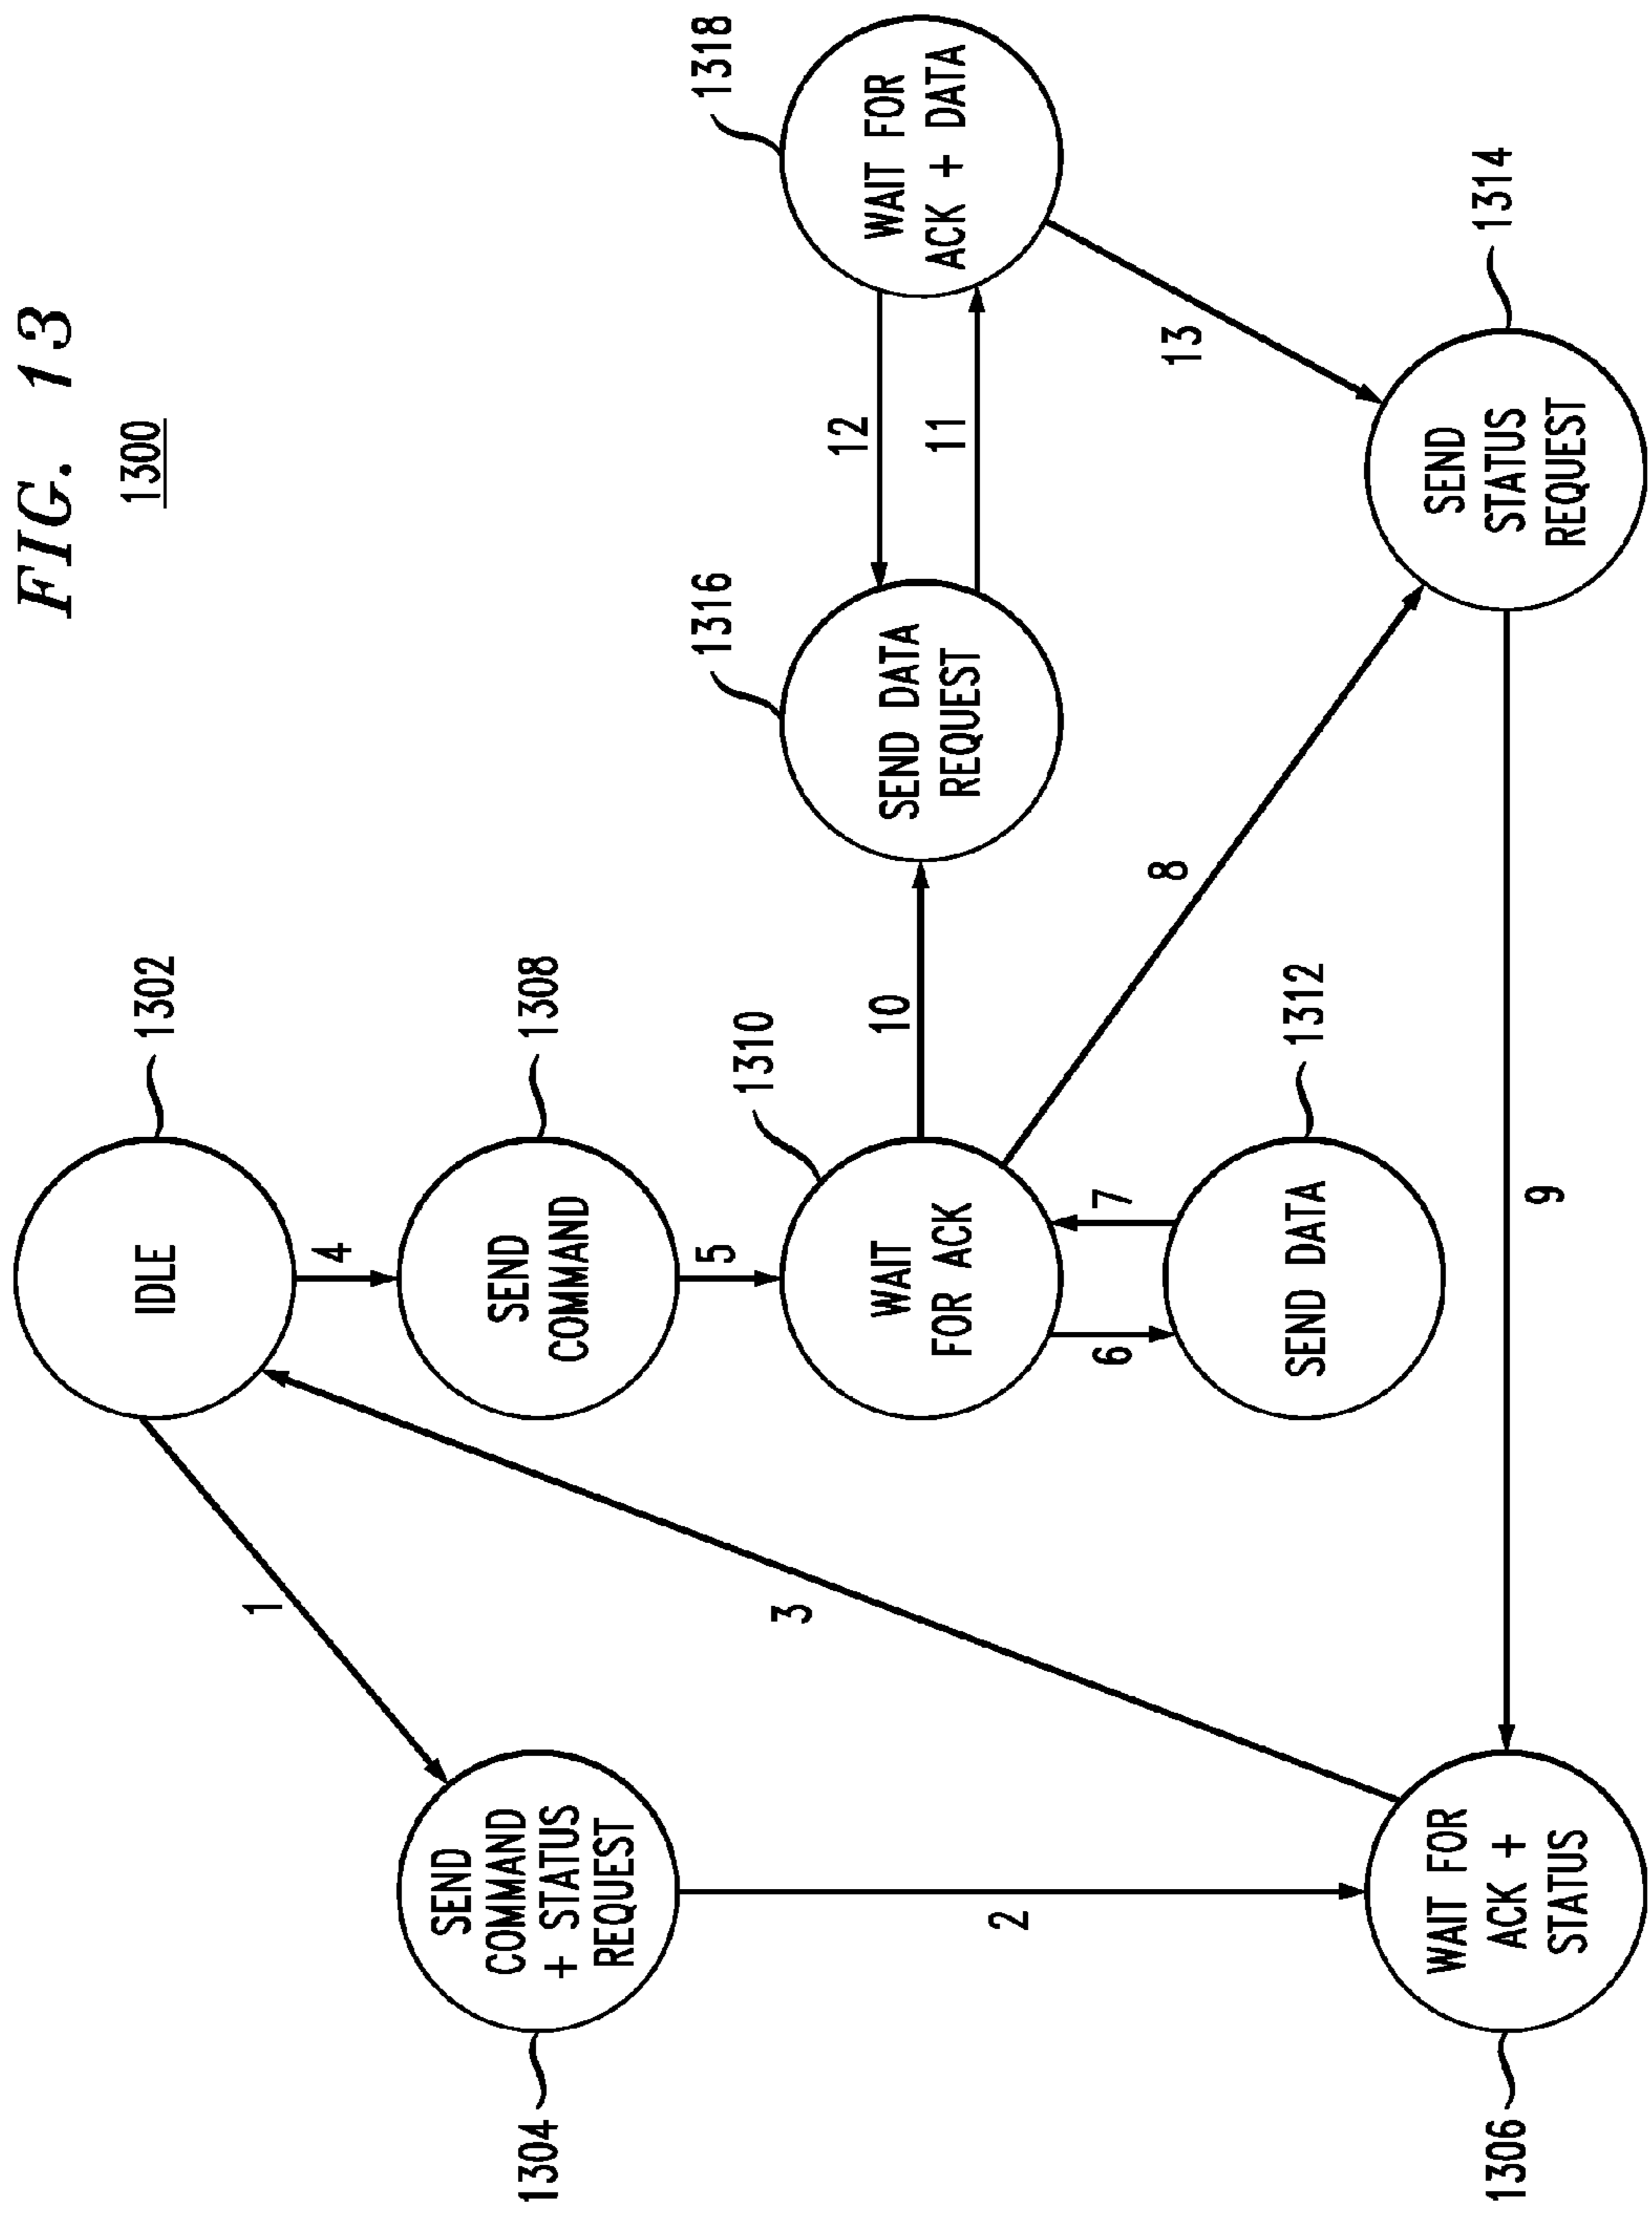 FIG. 13
1300
IDLE
1302
1
4
3
SEND
COMMAND
+ STATUS
REQUEST
1304
SEND
COMMAND
1308
5
2
WAIT
FOR ACK
1310
10
SEND DATA
REQUEST
1316
12
11
WAIT FOR
ACK + DATA
1318
6
7
8
13
SEND DATA
1312
WAIT FOR
ACK +
STATUS
1306
9
SEND
STATUS
REQUEST
1314